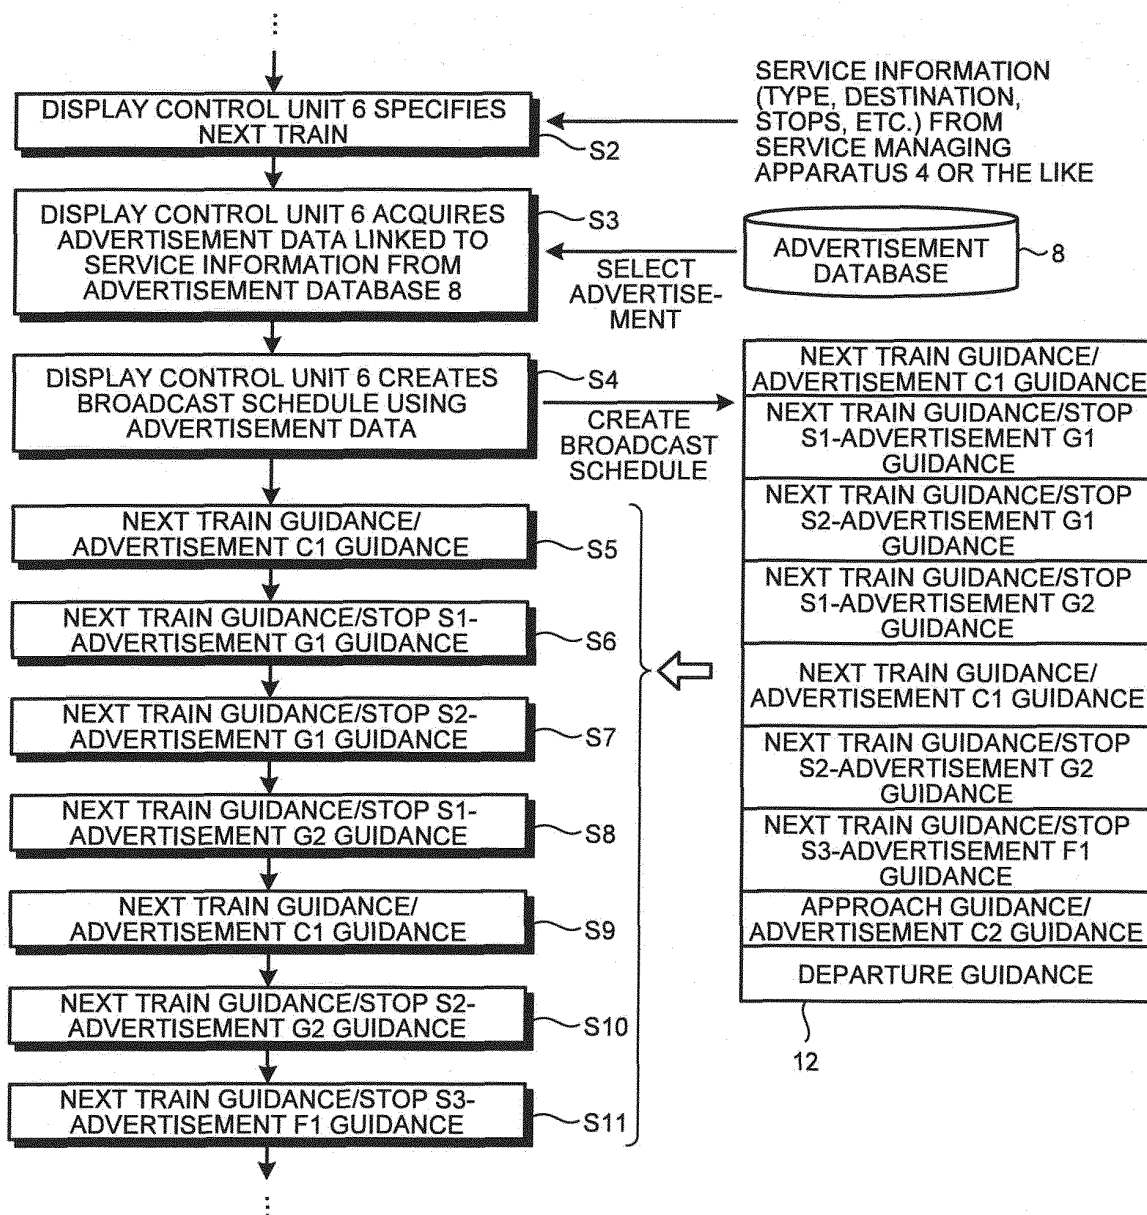 DISPLAY CONTROL UNIT 6 SPECIFIES
NEXT TRAIN
S2
SERVICE INFORMATION
(TYPE, DESTINATION,
STOPS, ETC.) FROM
SERVICE MANAGING
APPARATUS 4 OR THE LIKE
DISPLAY CONTROL UNIT 6 ACQUIRES
ADVERTISEMENT DATA LINKED TO
SERVICE INFORMATION FROM
ADVERTISEMENT DATABASE 8
S3
SELECT
ADVERTISE-
MENT
ADVERTISEMENT
DATABASE
8
DISPLAY CONTROL UNIT 6 CREATES
BROADCAST SCHEDULE USING
ADVERTISEMENT DATA
S4
CREATE
BROADCAST
SCHEDULE
NEXT TRAIN GUIDANCE/
ADVERTISEMENT C1 GUIDANCE
S5
NEXT TRAIN GUIDANCE/STOP S1-
ADVERTISEMENT G1 GUIDANCE
S6
NEXT TRAIN GUIDANCE/STOP S2-
ADVERTISEMENT G1 GUIDANCE
S7
NEXT TRAIN GUIDANCE/STOP S1-
ADVERTISEMENT G2 GUIDANCE
S8
NEXT TRAIN GUIDANCE/
ADVERTISEMENT C1 GUIDANCE
S9
NEXT TRAIN GUIDANCE/STOP S2-
ADVERTISEMENT G2 GUIDANCE
S10
NEXT TRAIN GUIDANCE/STOP S3-
ADVERTISEMENT F1 GUIDANCE
S11
NEXT TRAIN GUIDANCE/
ADVERTISEMENT C1 GUIDANCE
NEXT TRAIN GUIDANCE/STOP
S1-ADVERTISEMENT G1
GUIDANCE
NEXT TRAIN GUIDANCE/STOP
S2-ADVERTISEMENT G1
GUIDANCE
NEXT TRAIN GUIDANCE/STOP
S1-ADVERTISEMENT G2
GUIDANCE
NEXT TRAIN GUIDANCE/
ADVERTISEMENT C1 GUIDANCE
NEXT TRAIN GUIDANCE/STOP
S2-ADVERTISEMENT G2
GUIDANCE
NEXT TRAIN GUIDANCE/STOP
S3-ADVERTISEMENT F1
GUIDANCE
APPROACH GUIDANCE/
ADVERTISEMENT C2 GUIDANCE
DEPARTURE GUIDANCE
12